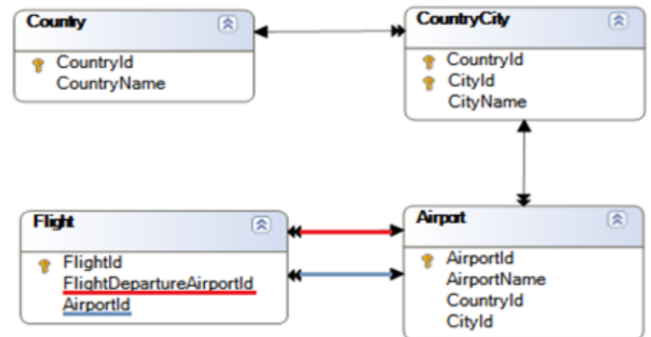 Country
CountryId
CountryName
CountryCity
CountryId
CityId
CityName
Flight
FlightId
FlightDepartureAirportId
AirportId
Airport
AirportId
AirportName
CountryId
CityId